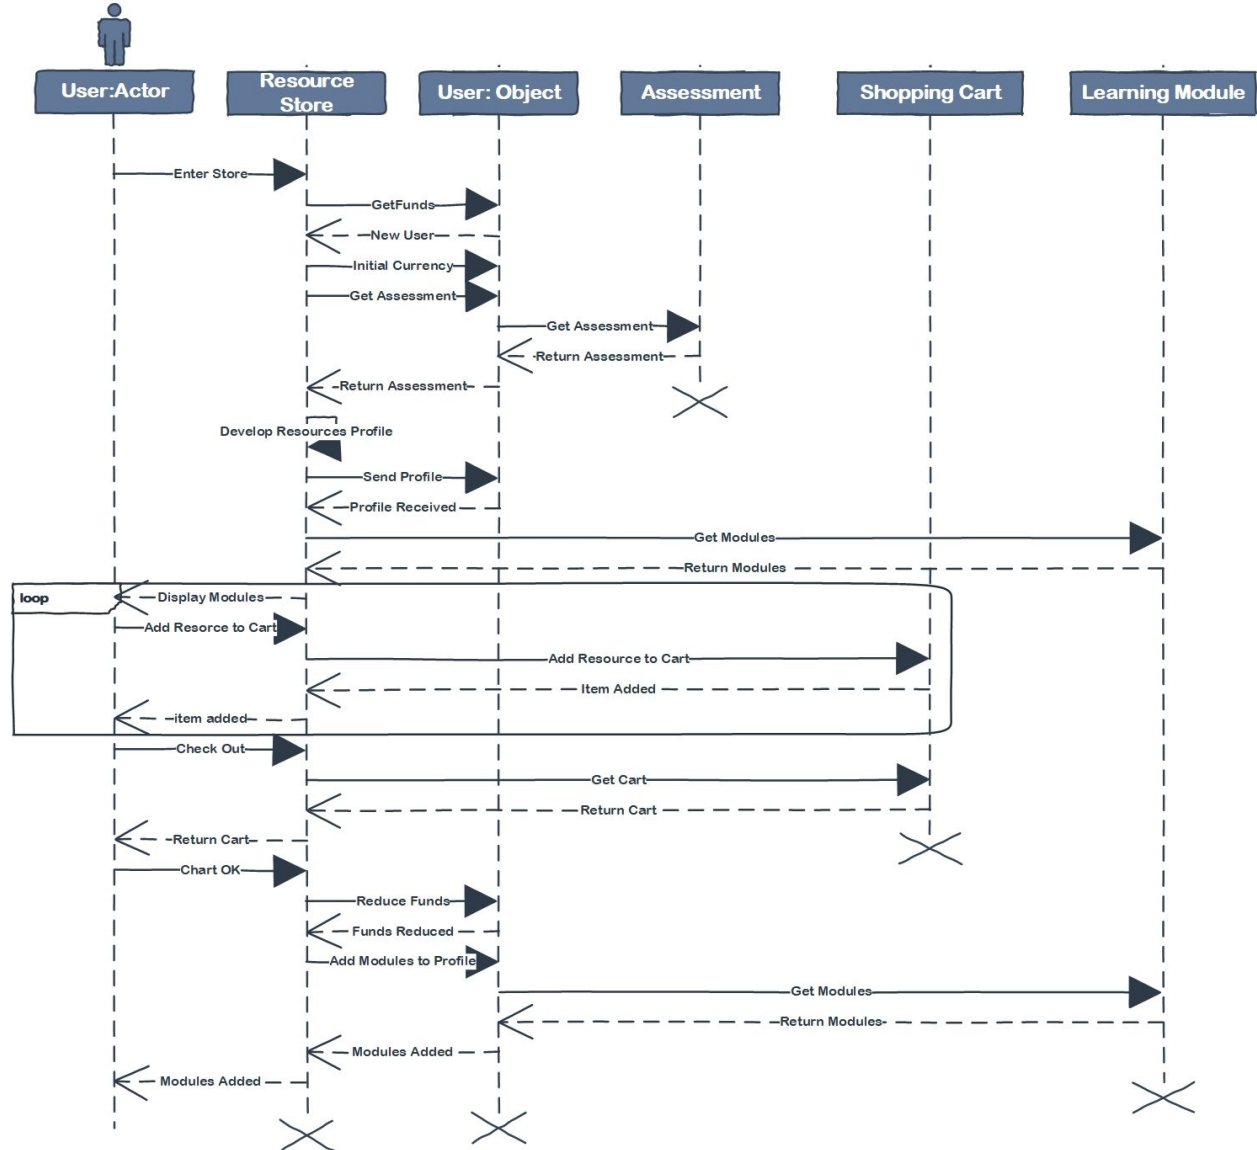 User:Actor
Resource
Store
User: Object
Assessment
Shopping Cart
Learning Module
Enter Store
GetFunds
New User
Initial Currency
Get Assessment
Get Assessment
Return Assessment
Return Assessment
Develop Resources Profile
Send Profile
Profile Received
Get Modules
Return Modules
loop
Display Modules
Add Resorce to Cart
Add Resource to Cart
Item Added
item added
Check Out
Get Cart
Return Cart
Return Cart
Chart OK
Reduce Funds
Funds Reduced
Add Modules to Profile
Get Modules
Return Modules
Modules Added
Modules Added